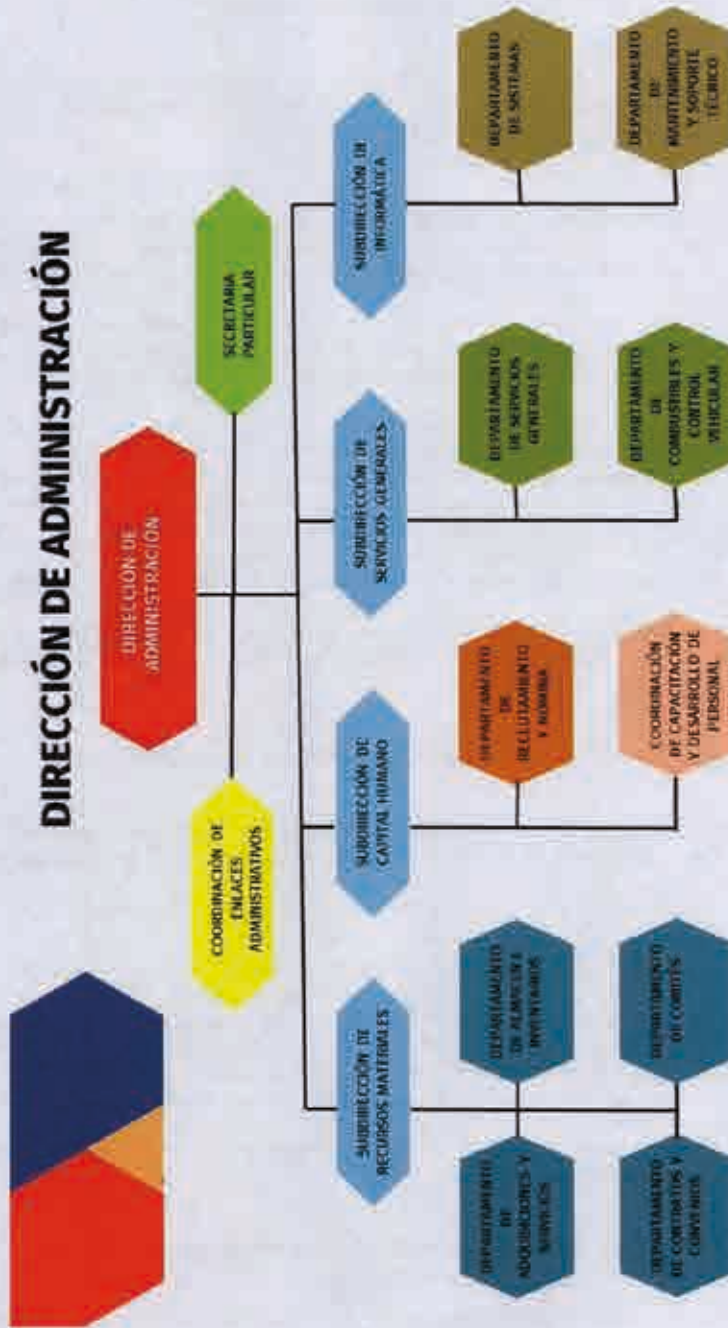 DIRECCIÓN DE ADMINISTRACIÓN
DIRECCIÓN DE
ADMINISTRACIÓN
COORDINACIÓN DE
ENLACES
ADMINISTRATIVOS
SECRETARIA
PARTICULAR
SUBDIRECCIÓN DE
RECURSOS MATERIALES
SUBDIRECCIÓN DE
CAPITAL HUMANO
SUBDIRECCIÓN DE
SERVICIOS GENERALES
SUBDIRECCIÓN DE
INFORMÁTICA
DEPARTAMENTO
DE
ADQUISICIONES Y
SERVICIOS
DEPARTAMENTO
DE ALMACEN E
INVENTARIOS
DEPARTAMENTO
DE
RECLUTAMIENTO
Y NOMINA
DEPARTAMENTO
DE SERVICIOS
GENERALES
DEPARTAMENTO
DE SISTEMAS
DEPARTAMENTO
DE CONTRATOS Y
CONVENIOS
DEPARTAMENTO
DE COMITÉS
COORDINACIÓN
DE CAPACITACIÓN
Y DESARROLLO DE
PERSONAL
DEPARTAMENTO
DE
COMBUSTIBLES Y
CONTROL
VEHICULAR
DEPARTAMENTO
DE
MANTENIMIENTO
Y SOPORTE
TÉCNICO